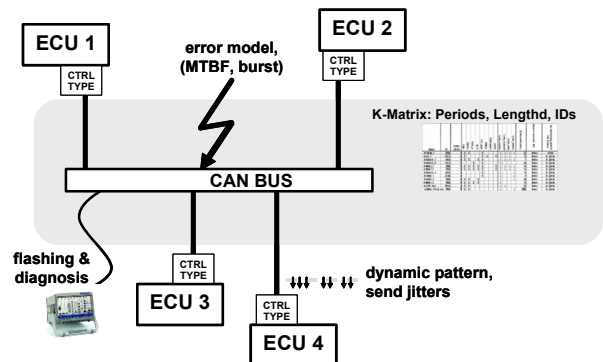 ECU 1
CTRL
TYPE
error model,
(MTBF, burst)
ECU 2
CTRL
TYPE
K-Matrix: Periods, Lengthd, IDs
CAN BUS
flashing &
diagnosis
CTRL
TYPE
ECU 3
dynamic pattern,
send jitters
CTRL
TYPE
ECU 4